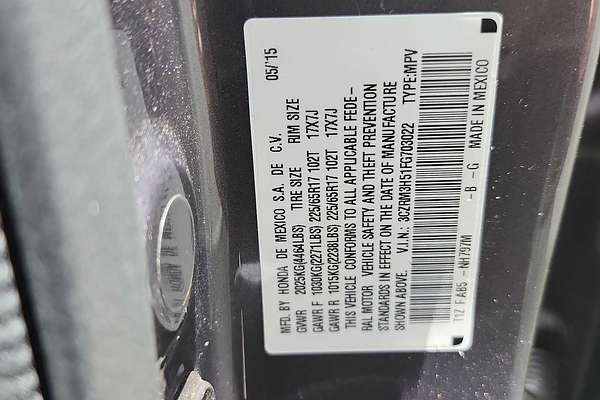 MFD. BY HONDA DE MEXICO S.A. DE C.V. 05/'15
GVWR 2025KG(4464LBS) TIRE SIZE RIM SIZE
GAWR F 1030KG(2271LBS) 225/65R17 102T 17X7J
GAWR R 1015KG(2238LBS) 225/65R17 102T 17X7J
THIS VEHICLE CONFORMS TO ALL APPLICABLE FEDE-
RAL MOTOR VEHICLE SAFETY AND THEFT PREVENTION
STANDARDS IN EFFECT ON THE DATE OF MANUFACTURE
SHOWN ABOVE. V.I.N.: 3CZRM3H51FG703022 TYPE:MPV
T1Z FAB5 -NH797M -B -G MADE IN MEXICO